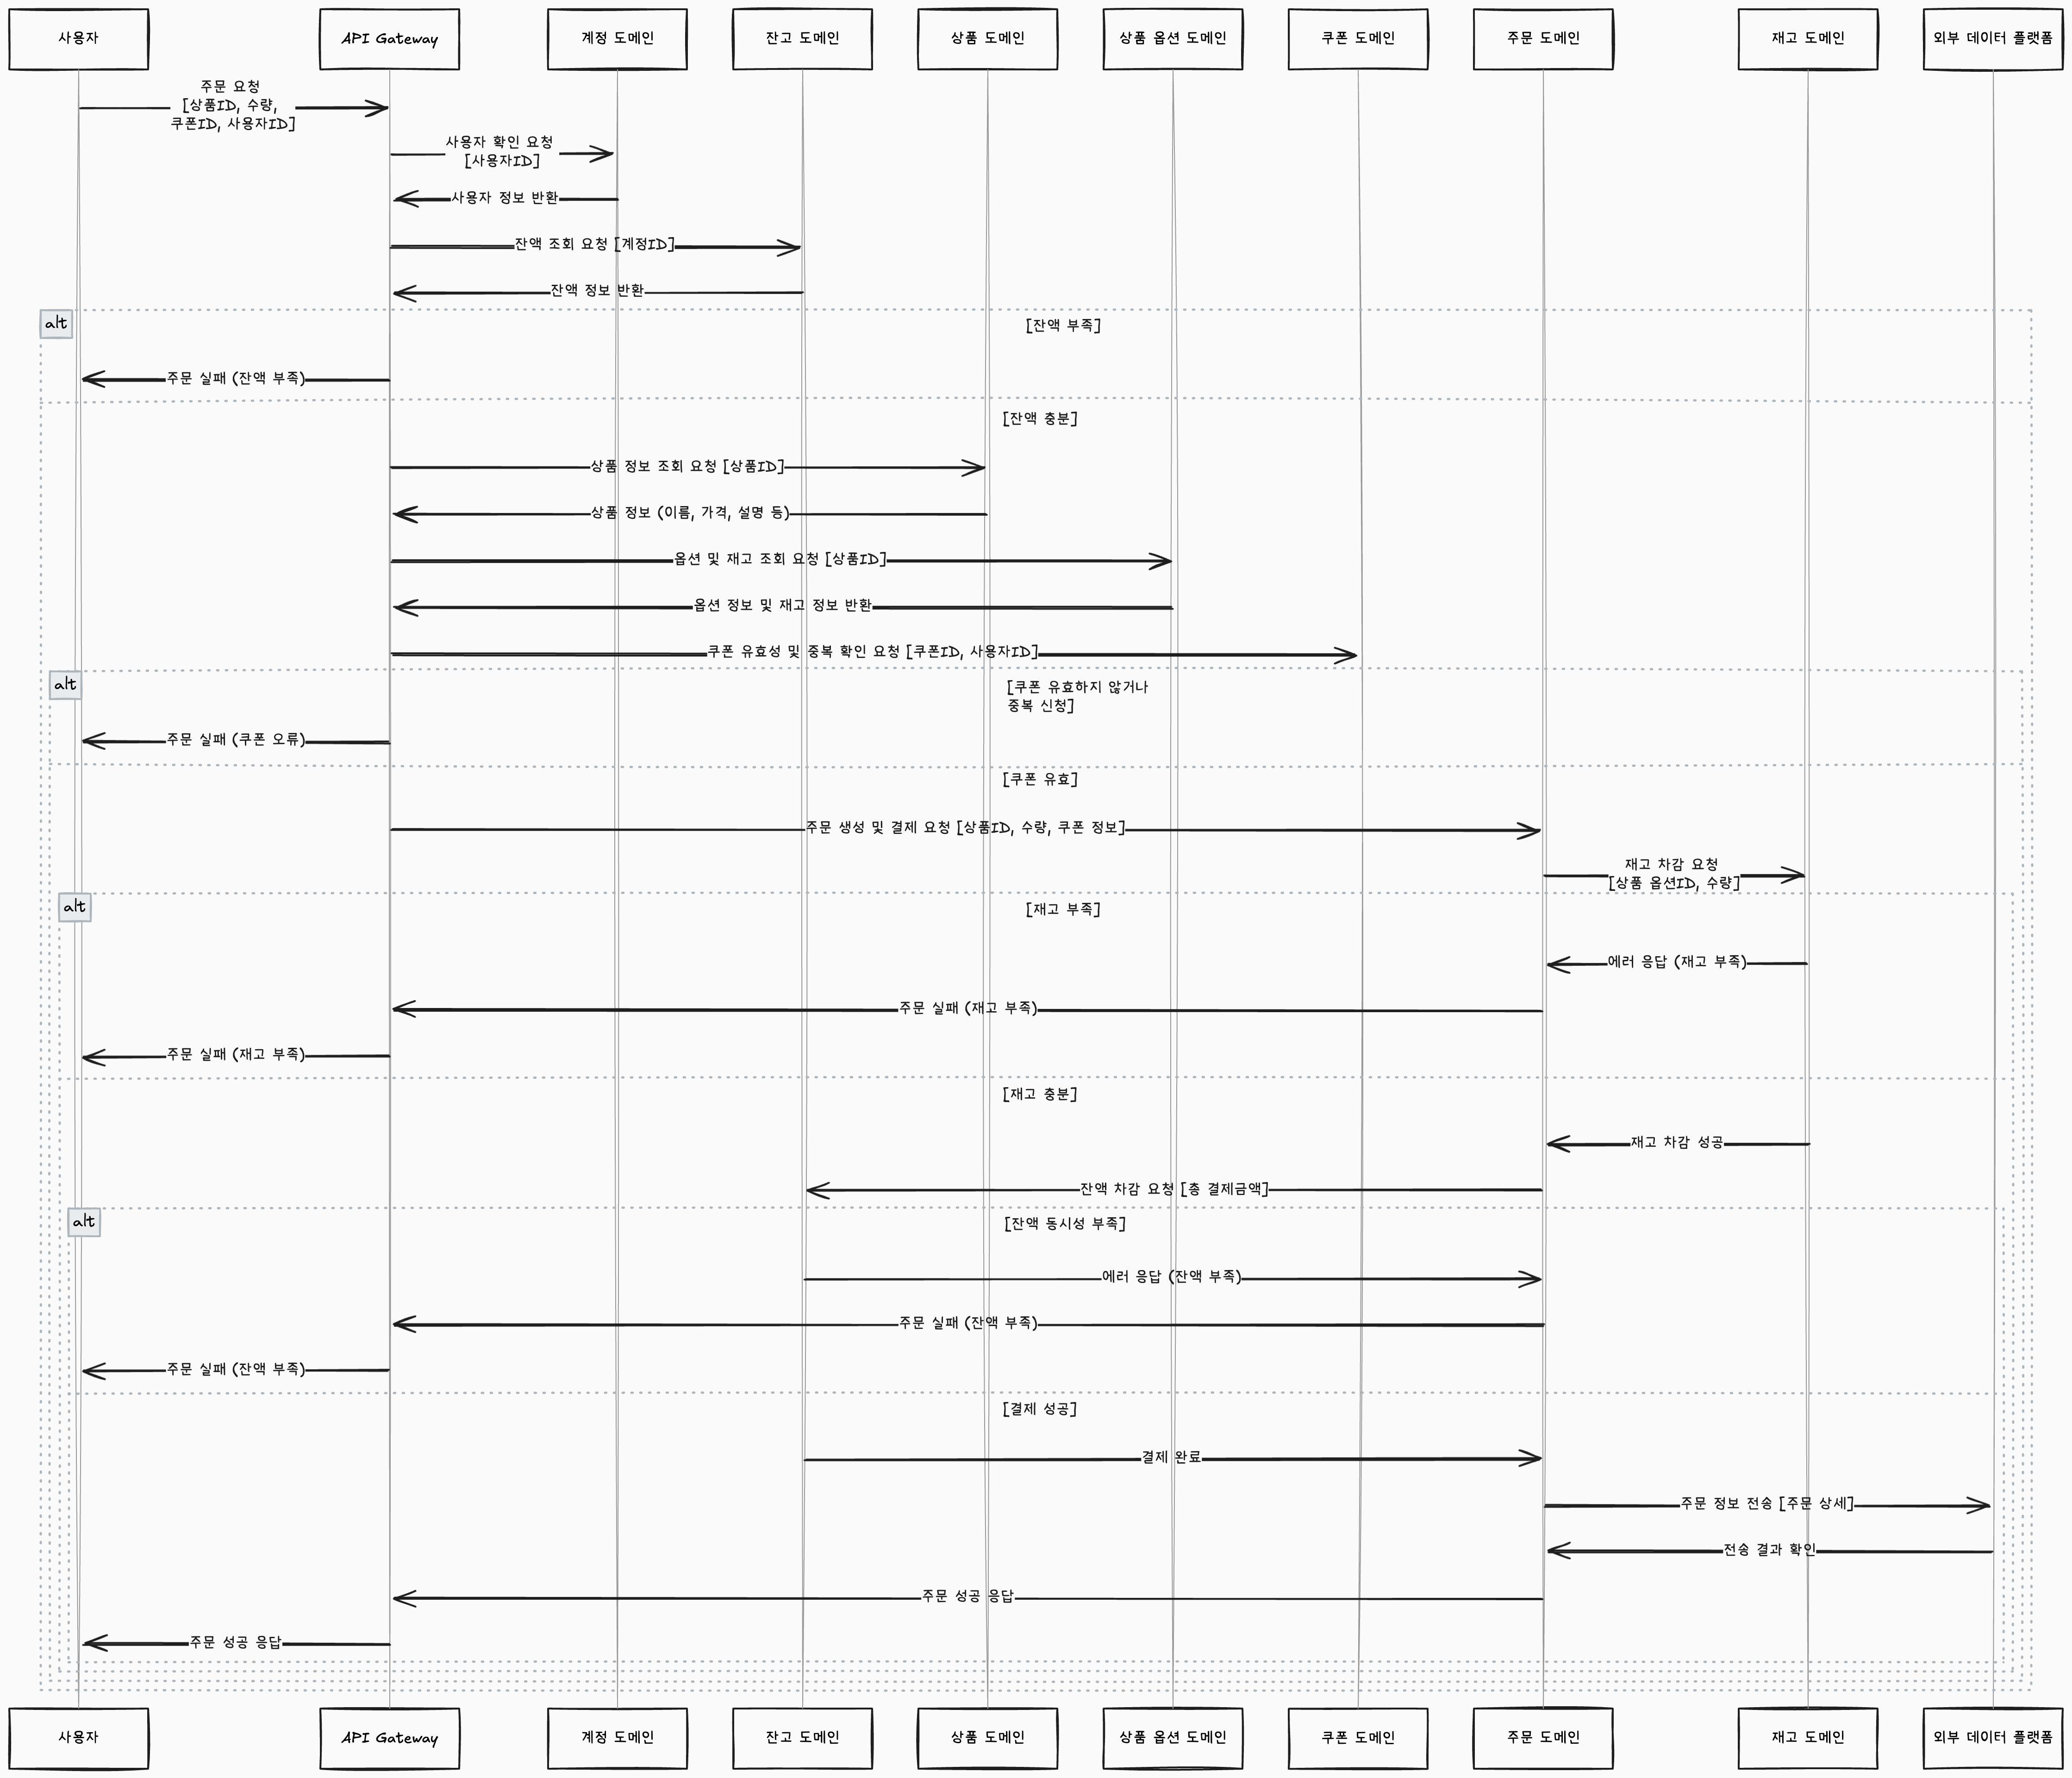 사용자
API Gateway
계정 도메인
잔고 도메인
상품 도메인
상품 옵션 도메인
쿠폰 도메인
주문 도메인
재고 도메인
외부 데이터 플랫폼
주문 요청
[상품ID, 수량,
쿠폰ID, 사용자ID]
사용자 확인 요청
[사용자ID]
사용자 정보 반환
잔액 조회 요청 [계정ID]
잔액 정보 반환
alt
[잔액 부족]
주문 실패 (잔액 부족)
[잔액 충분]
상품 정보 조회 요청 [상품ID]
상품 정보 (이름, 가격, 설명 등)
옵션 및 재고 조회 요청 [상품ID]
옵션 정보 및 재고 정보 반환
쿠폰 유효성 및 중복 확인 요청 [쿠폰ID, 사용자ID]
alt
[쿠폰 유효하지 않거나
중복 신청]
주문 실패 (쿠폰 오류)
[쿠폰 유효]
주문 생성 및 결제 요청 [상품ID, 수량, 쿠폰 정보]
재고 차감 요청
[상품 옵션ID, 수량]
alt
[재고 부족]
에러 응답 (재고 부족)
주문 실패 (재고 부족)
주문 실패 (재고 부족)
[재고 충분]
재고 차감 성공
잔액 차감 요청 [총 결제금액]
alt
[잔액 동시성 부족]
에러 응답 (잔액 부족)
주문 실패 (잔액 부족)
주문 실패 (잔액 부족)
[결제 성공]
결제 완료
주문 정보 전송 [주문 상세]
전송 결과 확인
주문 성공 응답
주문 성공 응답
사용자
API Gateway
계정 도메인
잔고 도메인
상품 도메인
상품 옵션 도메인
쿠폰 도메인
주문 도메인
재고 도메인
외부 데이터 플랫폼